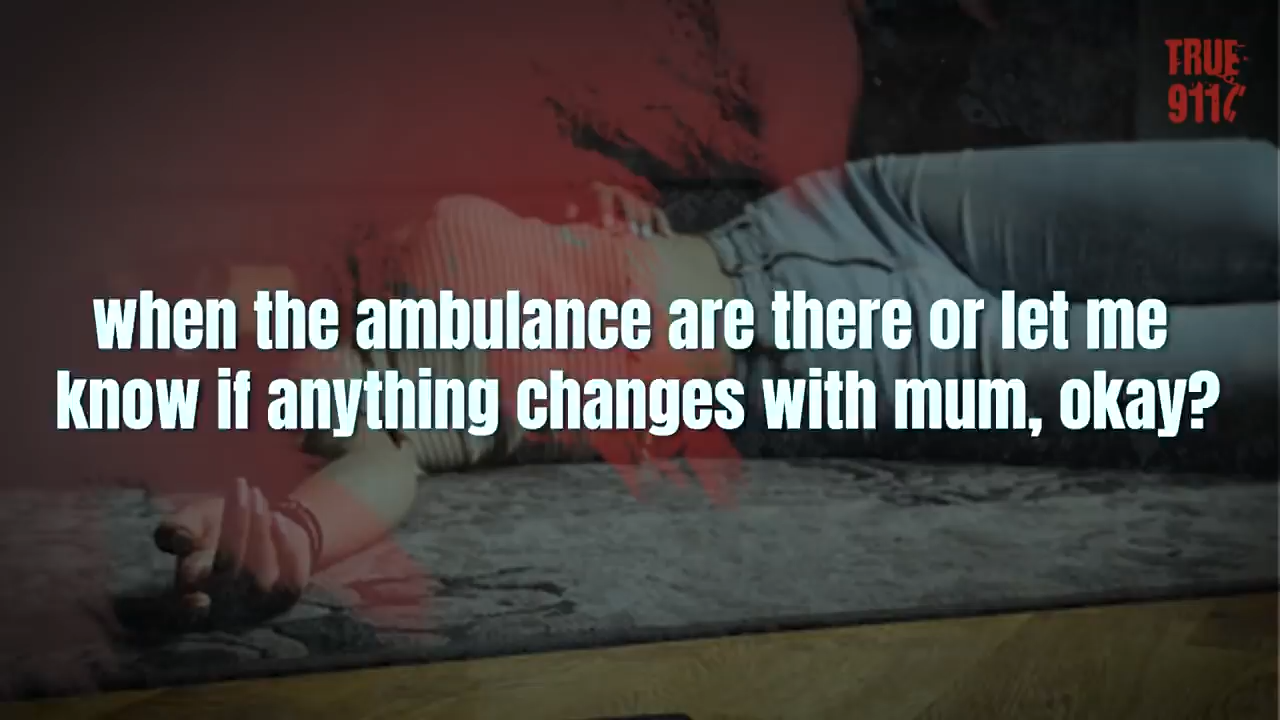 TRUE
911
when the ambulance are there or let me
know if anything changes with mum, okay?